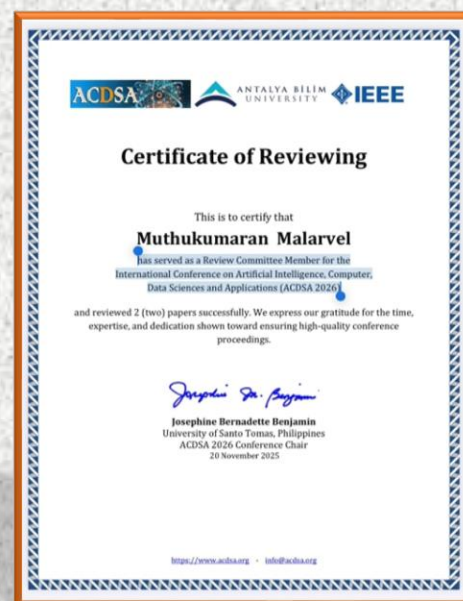 ACDSA
ANTALYA BİLİM
UNIVERSITY
IEEE
Certificate of Reviewing
This is to certify that
Muthukumaran Malarvel
has served as a Review Committee Member for the
International Conference on Artificial Intelligence, Computer,
Data Sciences and Applications (ACDSA 2026)
and reviewed 2 (two) papers successfully. We express our gratitude for the time,
expertise, and dedication shown toward ensuring high-quality conference
proceedings.
Josephine Bernadette Benjamin
University of Santo Tomas, Philippines
ACDSA 2026 Conference Chair
20 November 2025
https://www.acdsa.org - info@acdsa.org